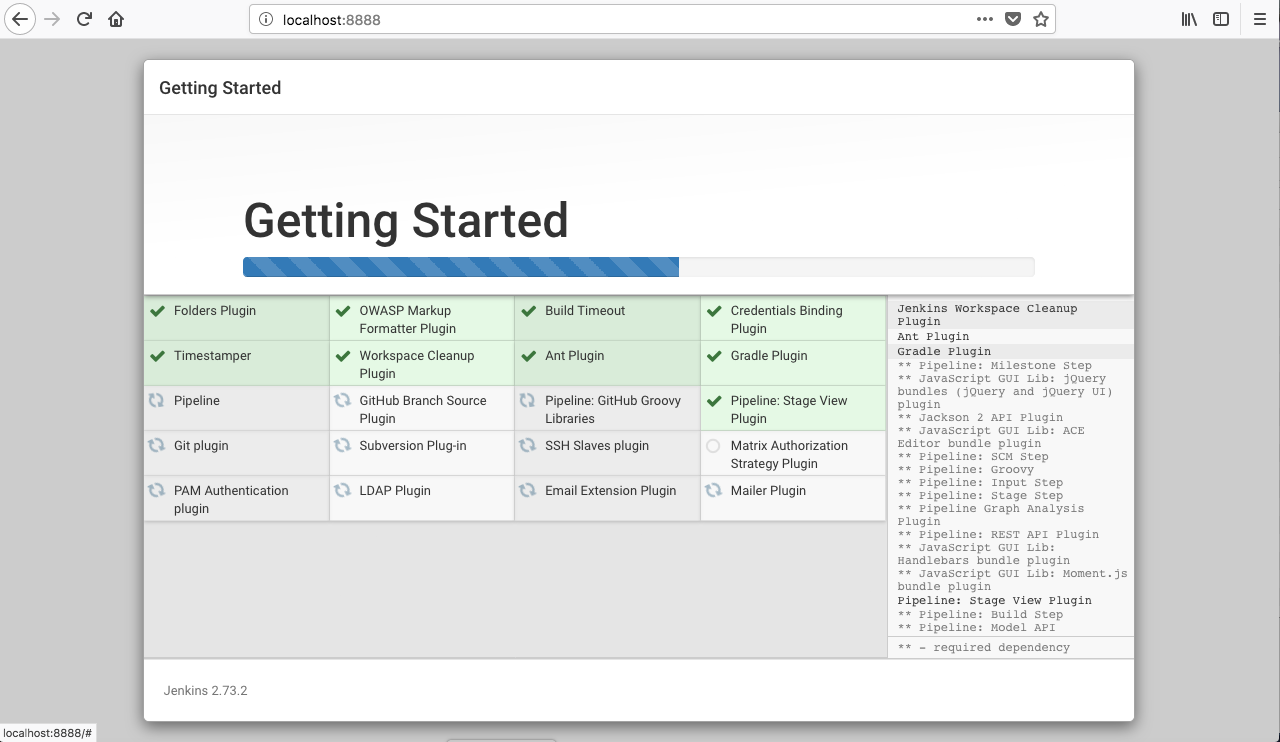 localhost:8888
Getting Started
Getting Started
Folders Plugin
OWASP Markup
Formatter Plugin
Build Timeout
Credentials Binding
Plugin
Timestamper
Workspace Cleanup
Plugin
Ant Plugin
Gradle Plugin
Pipeline
GitHub Branch Source
Plugin
Pipeline: GitHub Groovy
Libraries
Pipeline: Stage View
Plugin
Git plugin
Subversion Plug-in
SSH Slaves plugin
Matrix Authorization
Strategy Plugin
PAM Authentication
plugin
LDAP Plugin
Email Extension Plugin
Mailer Plugin
Jenkins Workspace Cleanup
Plugin
Ant Plugin
Gradle Plugin
** Pipeline: Milestone Step
** JavaScript GUI Lib: jQuery
bundles (jQuery and jQuery UI)
plugin
** Jackson 2 API Plugin
** JavaScript GUI Lib: ACE
Editor bundle plugin
** Pipeline: SCM Step
** Pipeline: Groovy
** Pipeline: Input Step
** Pipeline: Stage Step
** Pipeline Graph Analysis
Plugin
** Pipeline: REST API Plugin
** JavaScript GUI Lib:
Handlebars bundle plugin
** JavaScript GUI Lib: Moment.js
bundle plugin
Pipeline: Stage View Plugin
** Pipeline: Build Step
** Pipeline: Model API
** - required dependency
Jenkins 2.73.2
localhost:8888/#